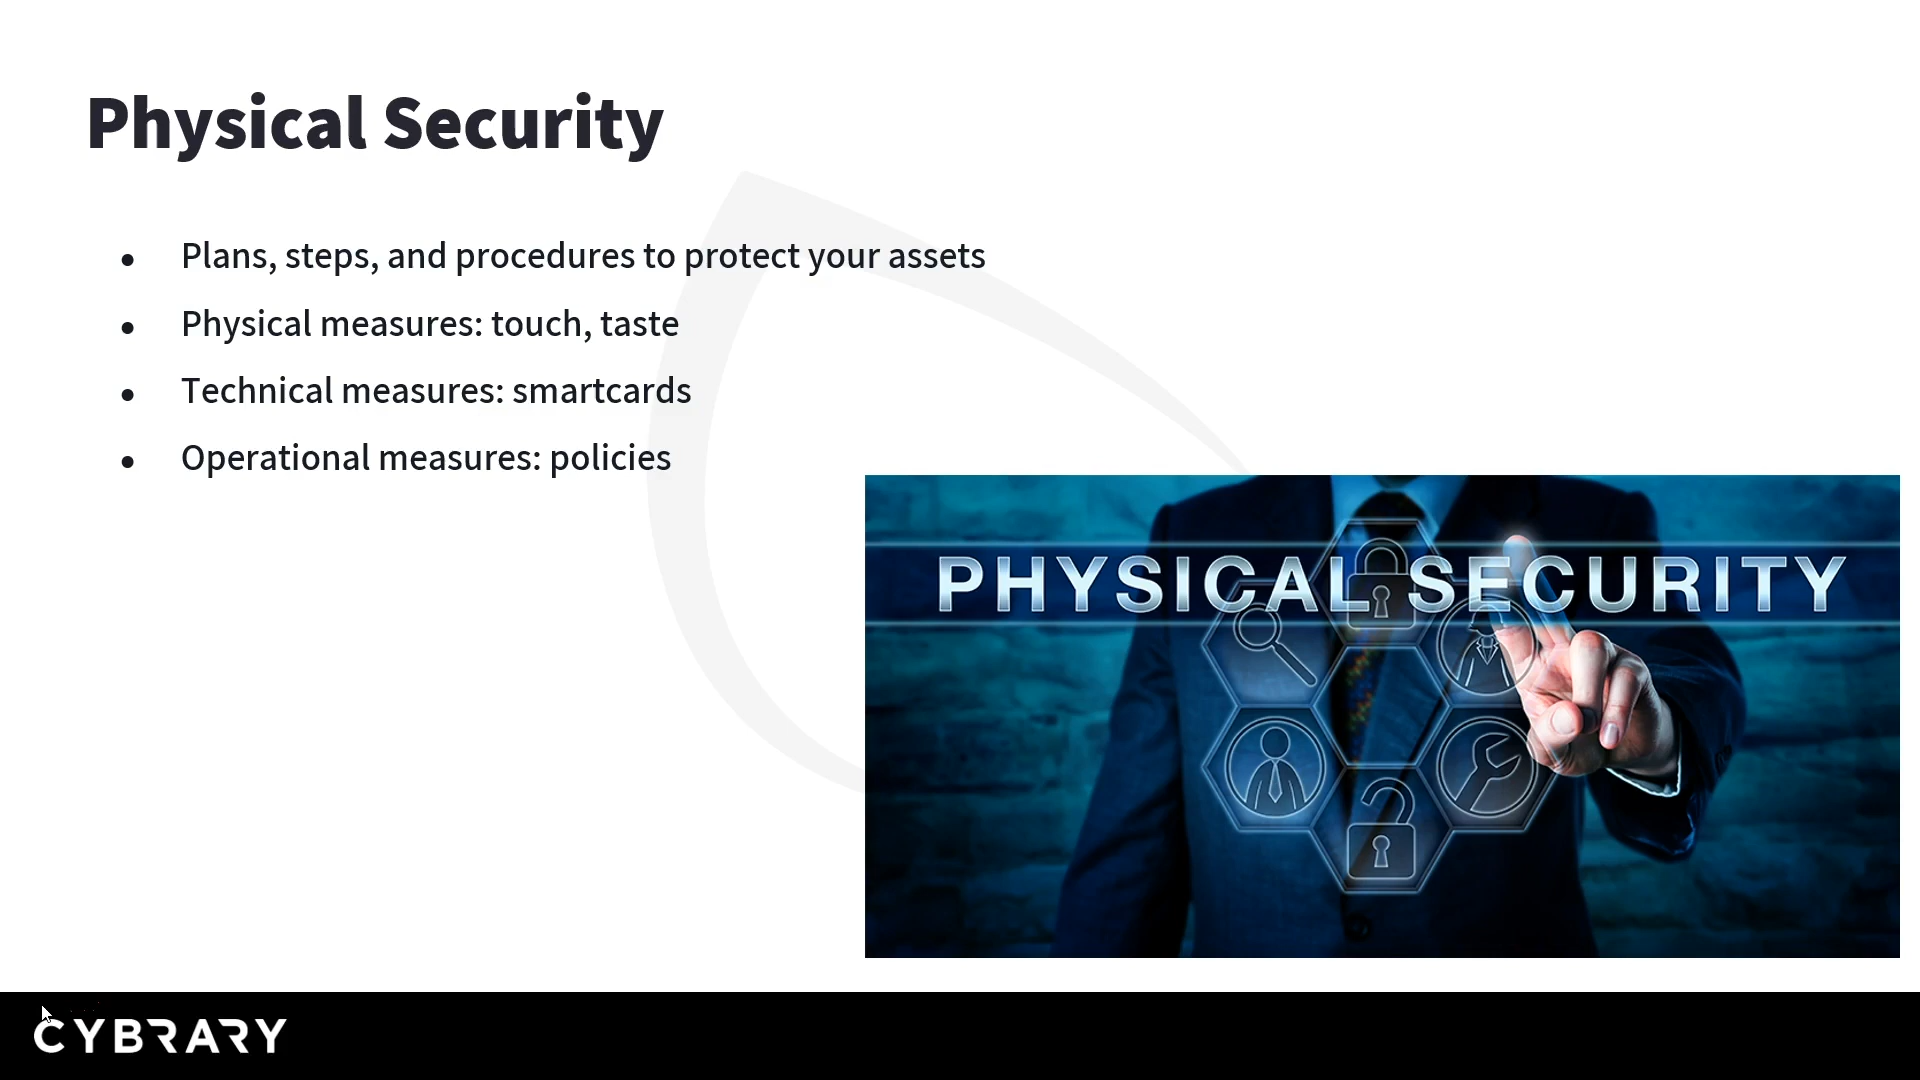 Physical Security
● Plans, steps, and procedures to protect your assets
● Physical measures: touch, taste
● Technical measures: smartcards
● Operational measures: policies
PHYSICAL SECURITY
CYBRARY